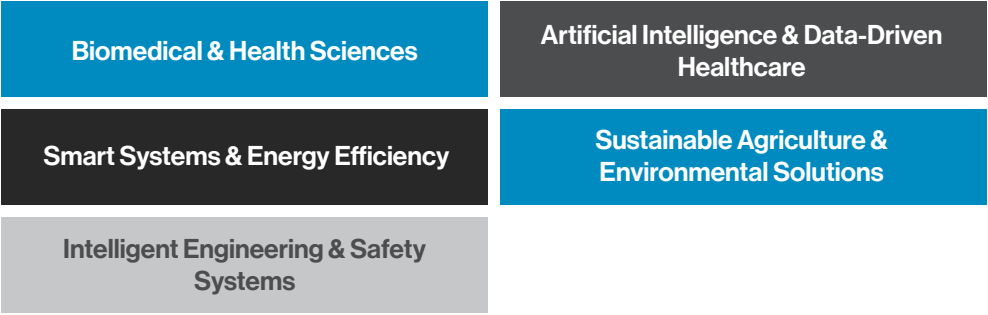 Biomedical & Health Sciences
Artificial Intelligence & Data-Driven
Healthcare
Smart Systems & Energy Efficiency
Sustainable Agriculture &
Environmental Solutions
Intelligent Engineering & Safety
Systems